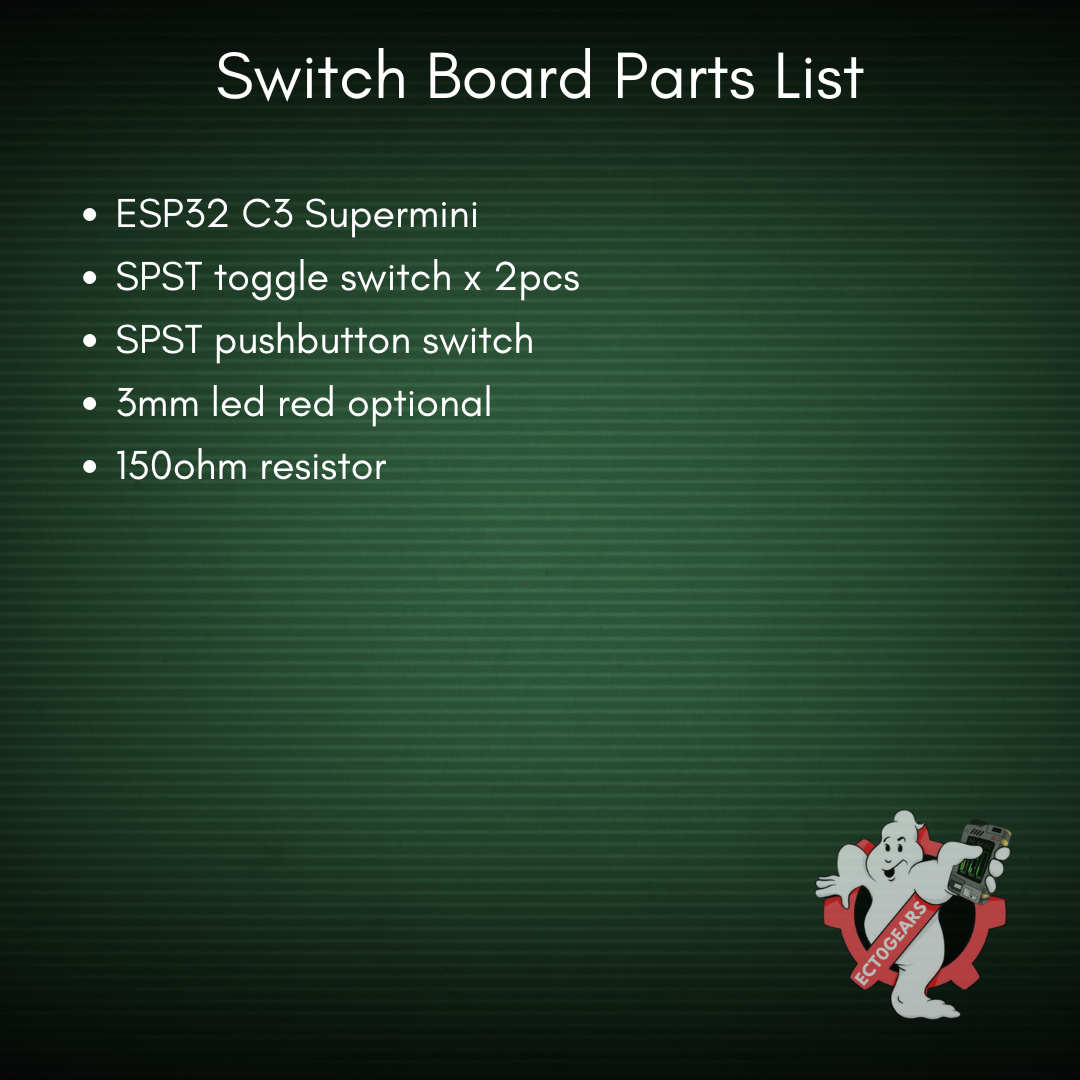 Switch Board Parts List
• ESP32 C3 Supermini
• SPST toggle switch x 2pcs
• SPST pushbutton switch
• 3mm led red optional
• 150ohm resistor
ECTOGEARS